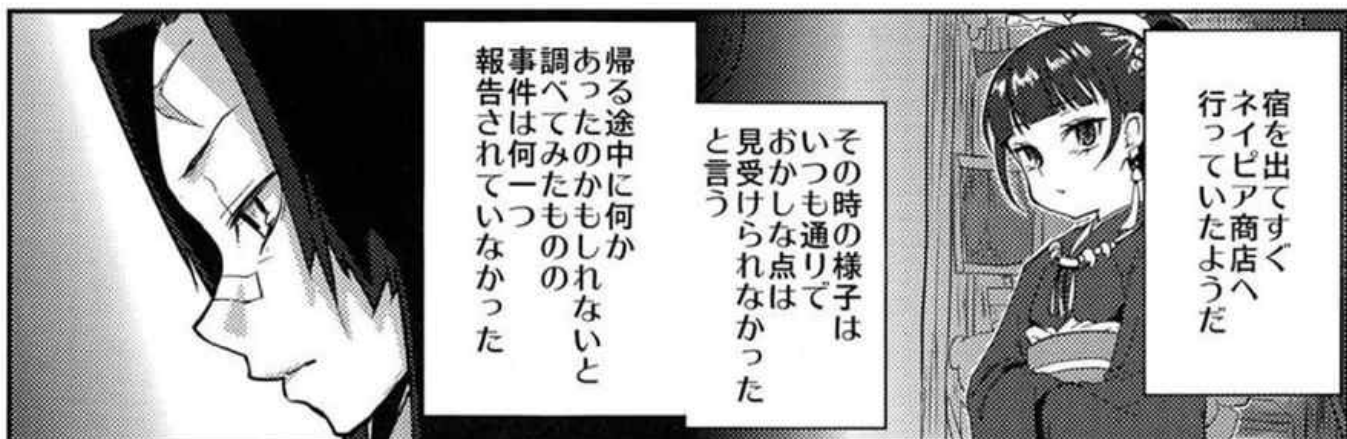 宿を出てすぐ
ネイピア商店へ
行っていたようだ
その時の様子は
いつも通りで
おかしな点は
見受けられなかった
と言う
帰る途中に何か
あったのかもしれないと
調べてみたものの
事件は何一つ
報告されていなかった